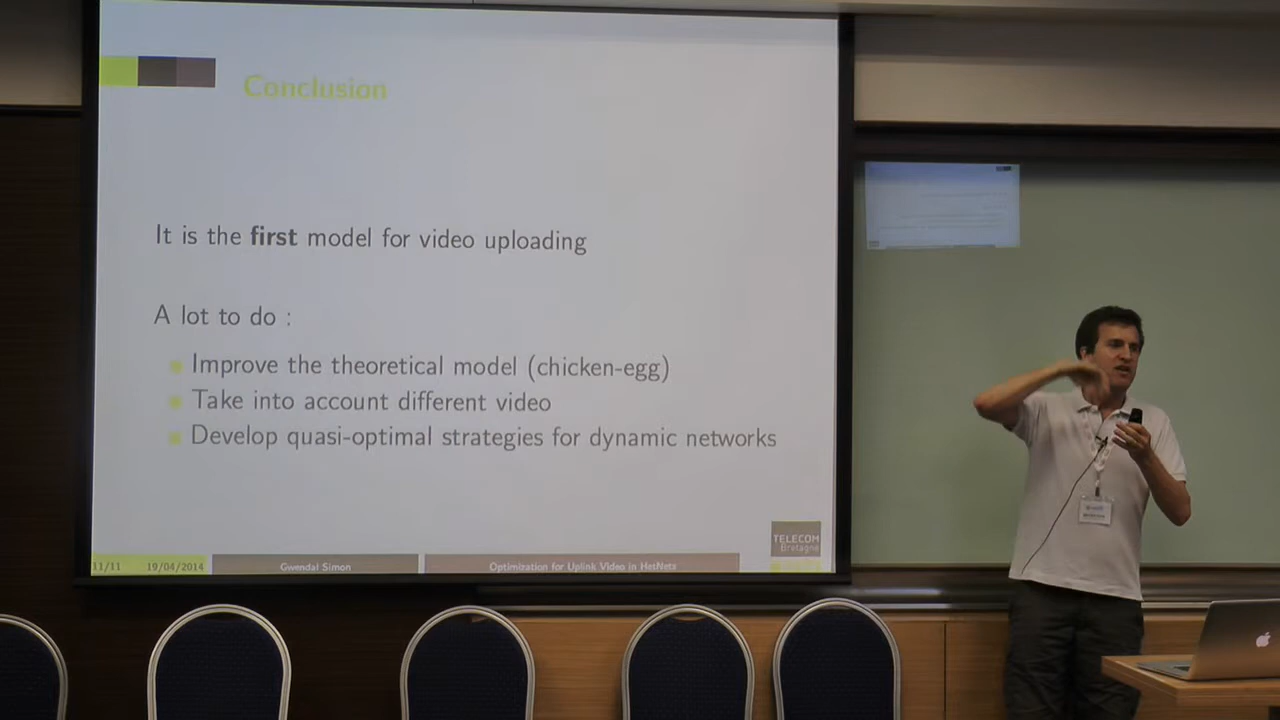 Conclusion
It is the first model for video uploading
A lot to do :
Improve the theoretical model (chicken-egg)
Take into account different video
Develop quasi-optimal strategies for dynamic networks
TELECOM
Bretagne
11/11 19/04/2014 Gwendal Simon Optimization for Uplink Video in HetNets